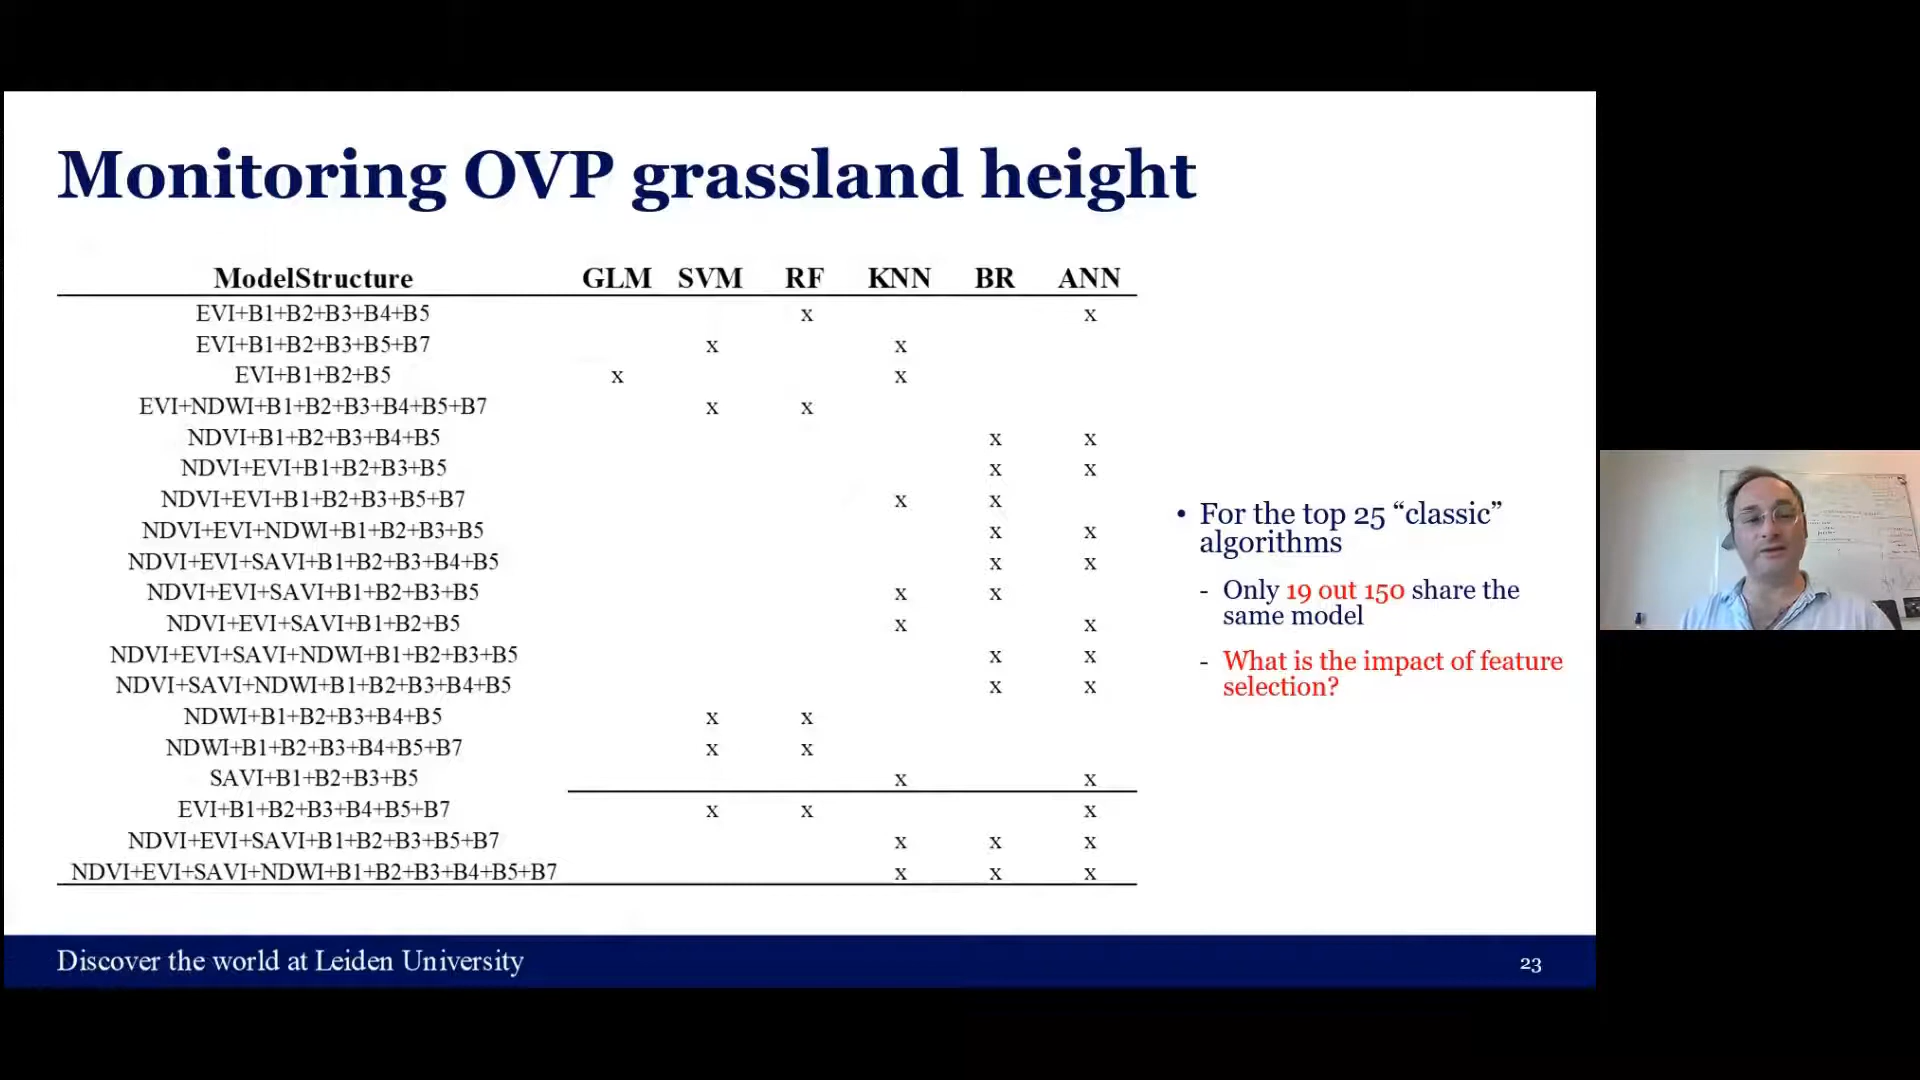 Monitoring OVP grassland height
ModelStructure GLM SVM RF KNN BR ANN
EVI+B1+B2+B3+B4+B5 x x
EVI+B1+B2+B3+B5+B7 x x
EVI+B1+B2+B5 x x
EVI+NDWI+B1+B2+B3+B4+B5+B7 x x
NDVI+B1+B2+B3+B4+B5 x x
NDVI+EVI+B1+B2+B3+B5 x x
NDVI+EVI+B1+B2+B3+B5+B7 x x
NDVI+EVI+NDWI+B1+B2+B3+B5 x x
NDVI+EVI+SAVI+B1+B2+B3+B4+B5 x x
NDVI+EVI+SAVI+B1+B2+B3+B5 x x
NDVI+EVI+SAVI+B1+B2+B5 x x
NDVI+EVI+SAVI+NDWI+B1+B2+B3+B5 x x
NDVI+SAVI+NDWI+B1+B2+B3+B4+B5 x x
NDWI+B1+B2+B3+B4+B5 x x
NDWI+B1+B2+B3+B4+B5+B7 x x
SAVI+B1+B2+B3+B5 x x
EVI+B1+B2+B3+B4+B5+B7 x x x
NDVI+EVI+SAVI+B1+B2+B3+B5+B7 x x x
NDVI+EVI+SAVI+NDWI+B1+B2+B3+B4+B5+B7 x x x
• For the top 25 “classic”
algorithms
- Only 19 out 150 share the
same model
- What is the impact of feature
selection?
Discover the world at Leiden University
23